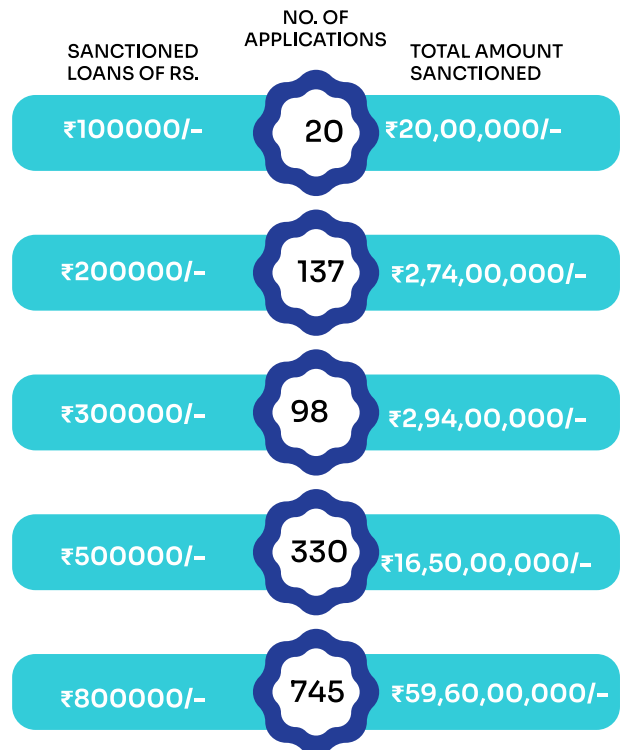 SANCTIONED
LOANS OF RS.
NO. OF
APPLICATIONS
TOTAL AMOUNT
SANCTIONED
₹100000/-
20
₹20,00,000/-
₹200000/-
137
₹2,74,00,000/-
₹300000/-
98
₹2,94,00,000/-
₹500000/-
330
₹16,50,00,000/-
₹800000/-
745
₹59,60,00,000/-